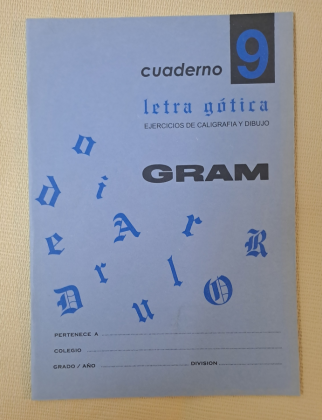 cuaderno 9
letra gótica
EJERCICIOS DE CALIGRAFIA Y DIBUJO
GRAM
o
d i
e A r R
D r l O
u
PERTENECE A
COLEGIO
GRADO / AÑO DIVISION